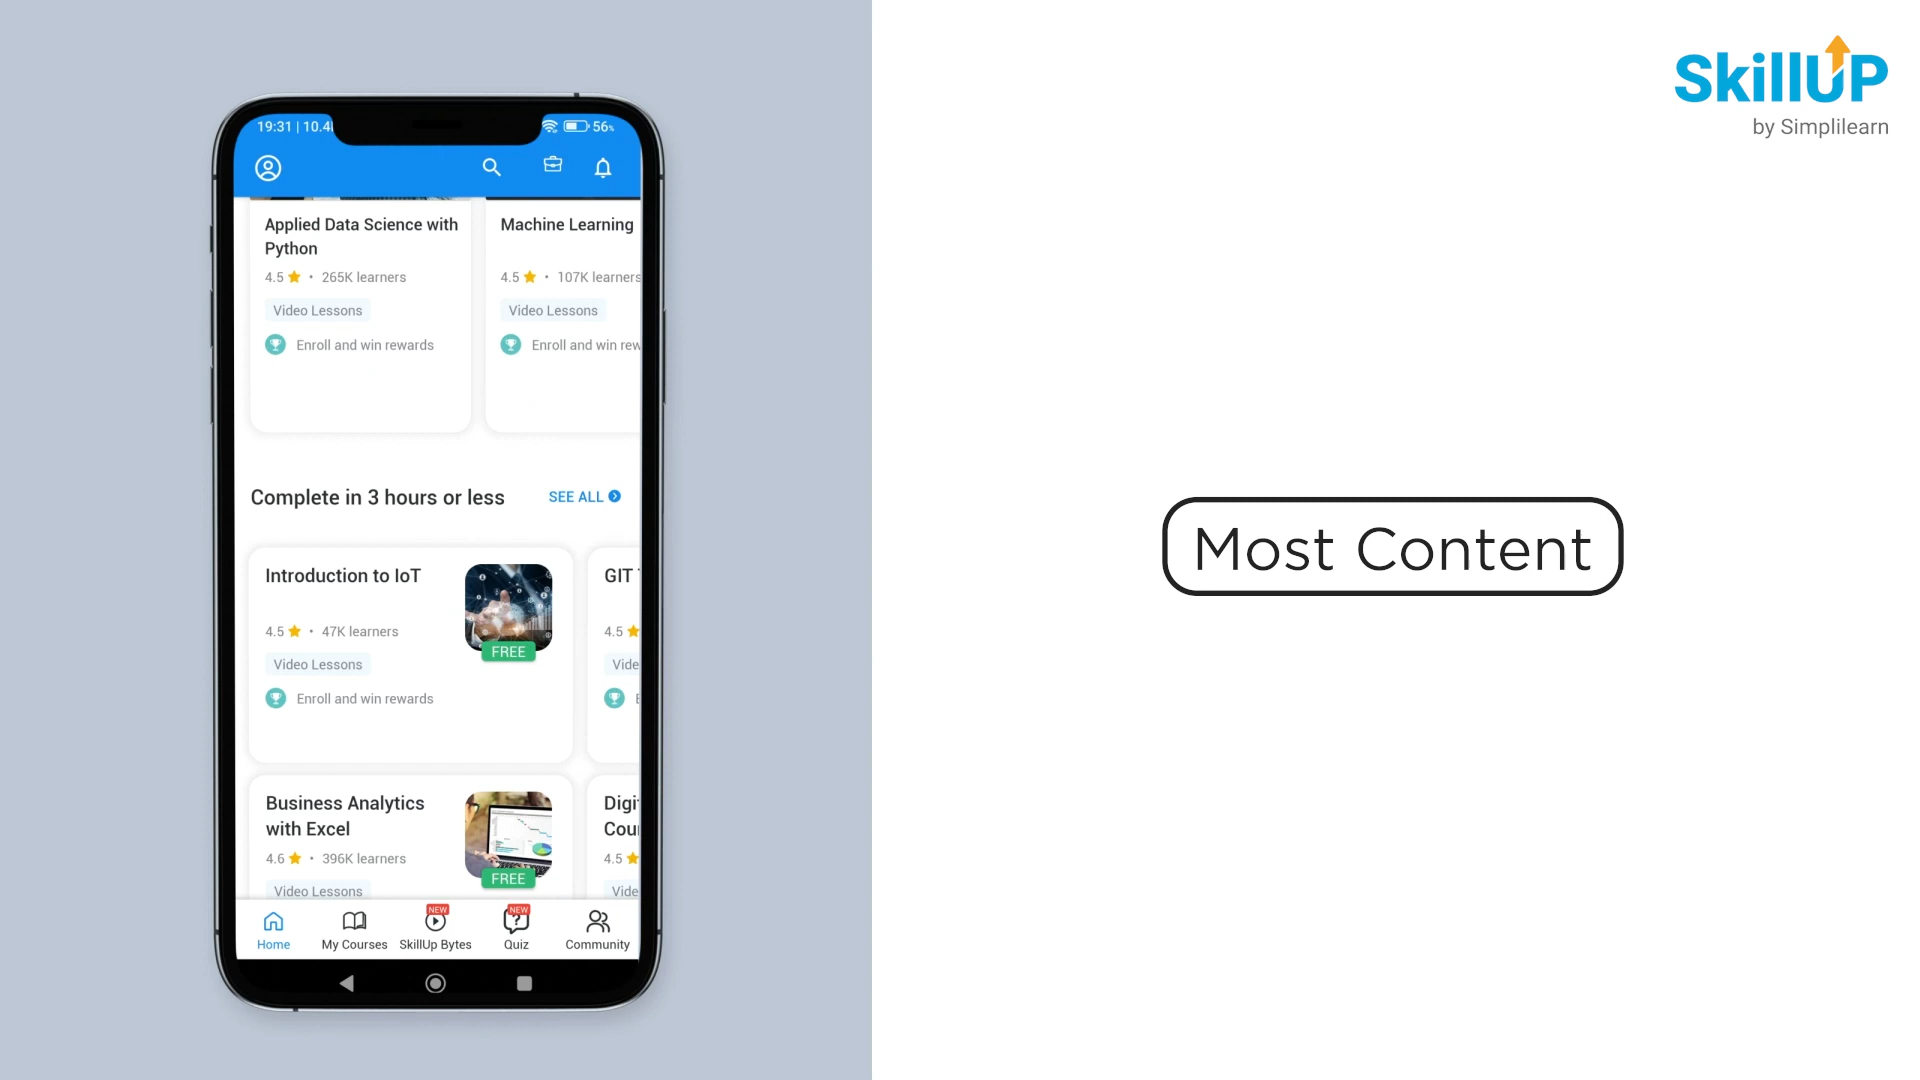 19:31 | 10.4
56%
Applied Data Science with
Python
4.5 • 265K learners
Video Lessons
Enroll and win rewards
Machine Learning
4.5 • 107K learners
Video Lessons
Enroll and win
Complete in 3 hours or less
SEE ALL
Introduction to IoT
4.5 • 47K learners
Video Lessons
Enroll and win rewards
FREE
GIT
4.5
Business Analytics
with Excel
4.6 • 396K learners
Video Lessons
FREE
4.5
Home
My Courses
NEW
SkillUp Bytes
NEW
Quiz
Community
SkillUP
by Simplilearn
Most Content